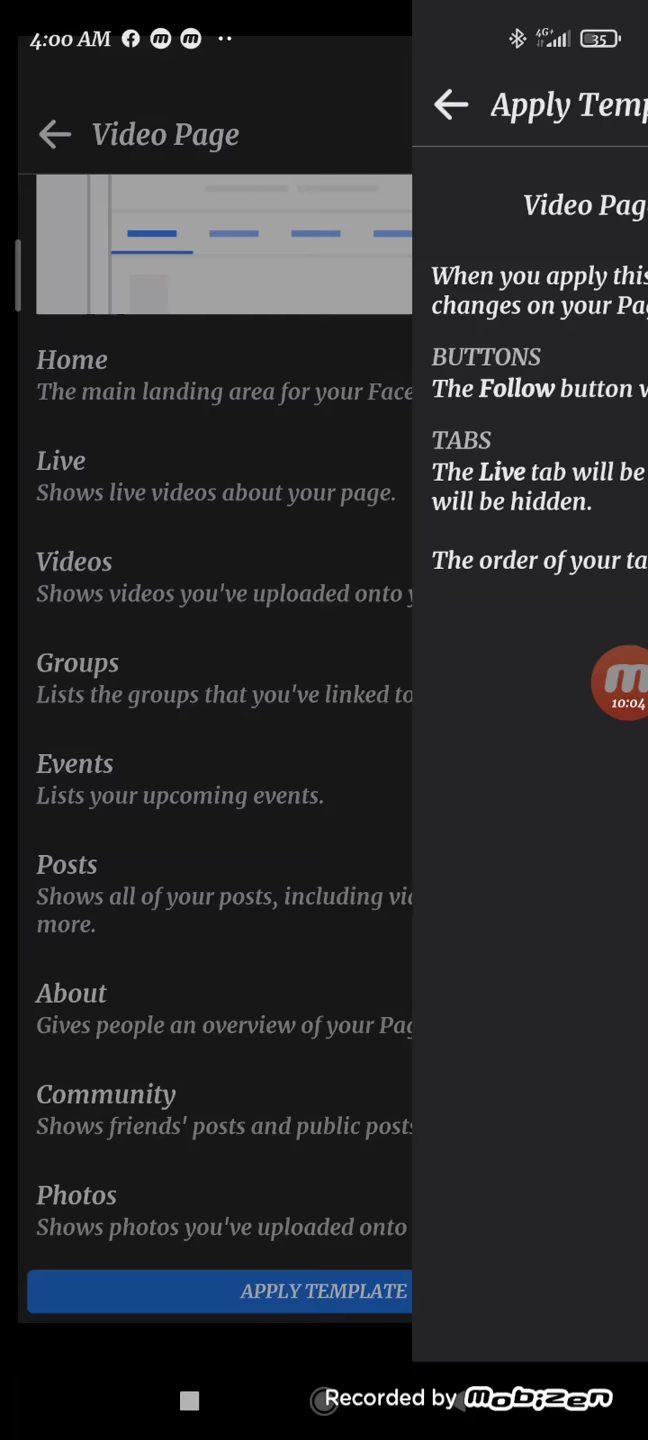 4:00 AM
4G+
35
Video Page
Home
The main landing area for your Face
Live
Shows live videos about your page.
Videos
Shows videos you've uploaded onto
Groups
Lists the groups that you've linked to
Events
Lists your upcoming events.
Posts
Shows all of your posts, including
more.
About
Gives people an overview of your Pag
Community
Shows friends' posts and public posts
Photos
Shows photos you've uploaded onto
APPLY TEMPLATE
Apply Temp
Video Pag
When you apply this
changes on your Pa
BUTTONS
The Follow button
TABS
The Live tab will be
will be hidden.
The order of your ta
10:04
Recorded by mobizen